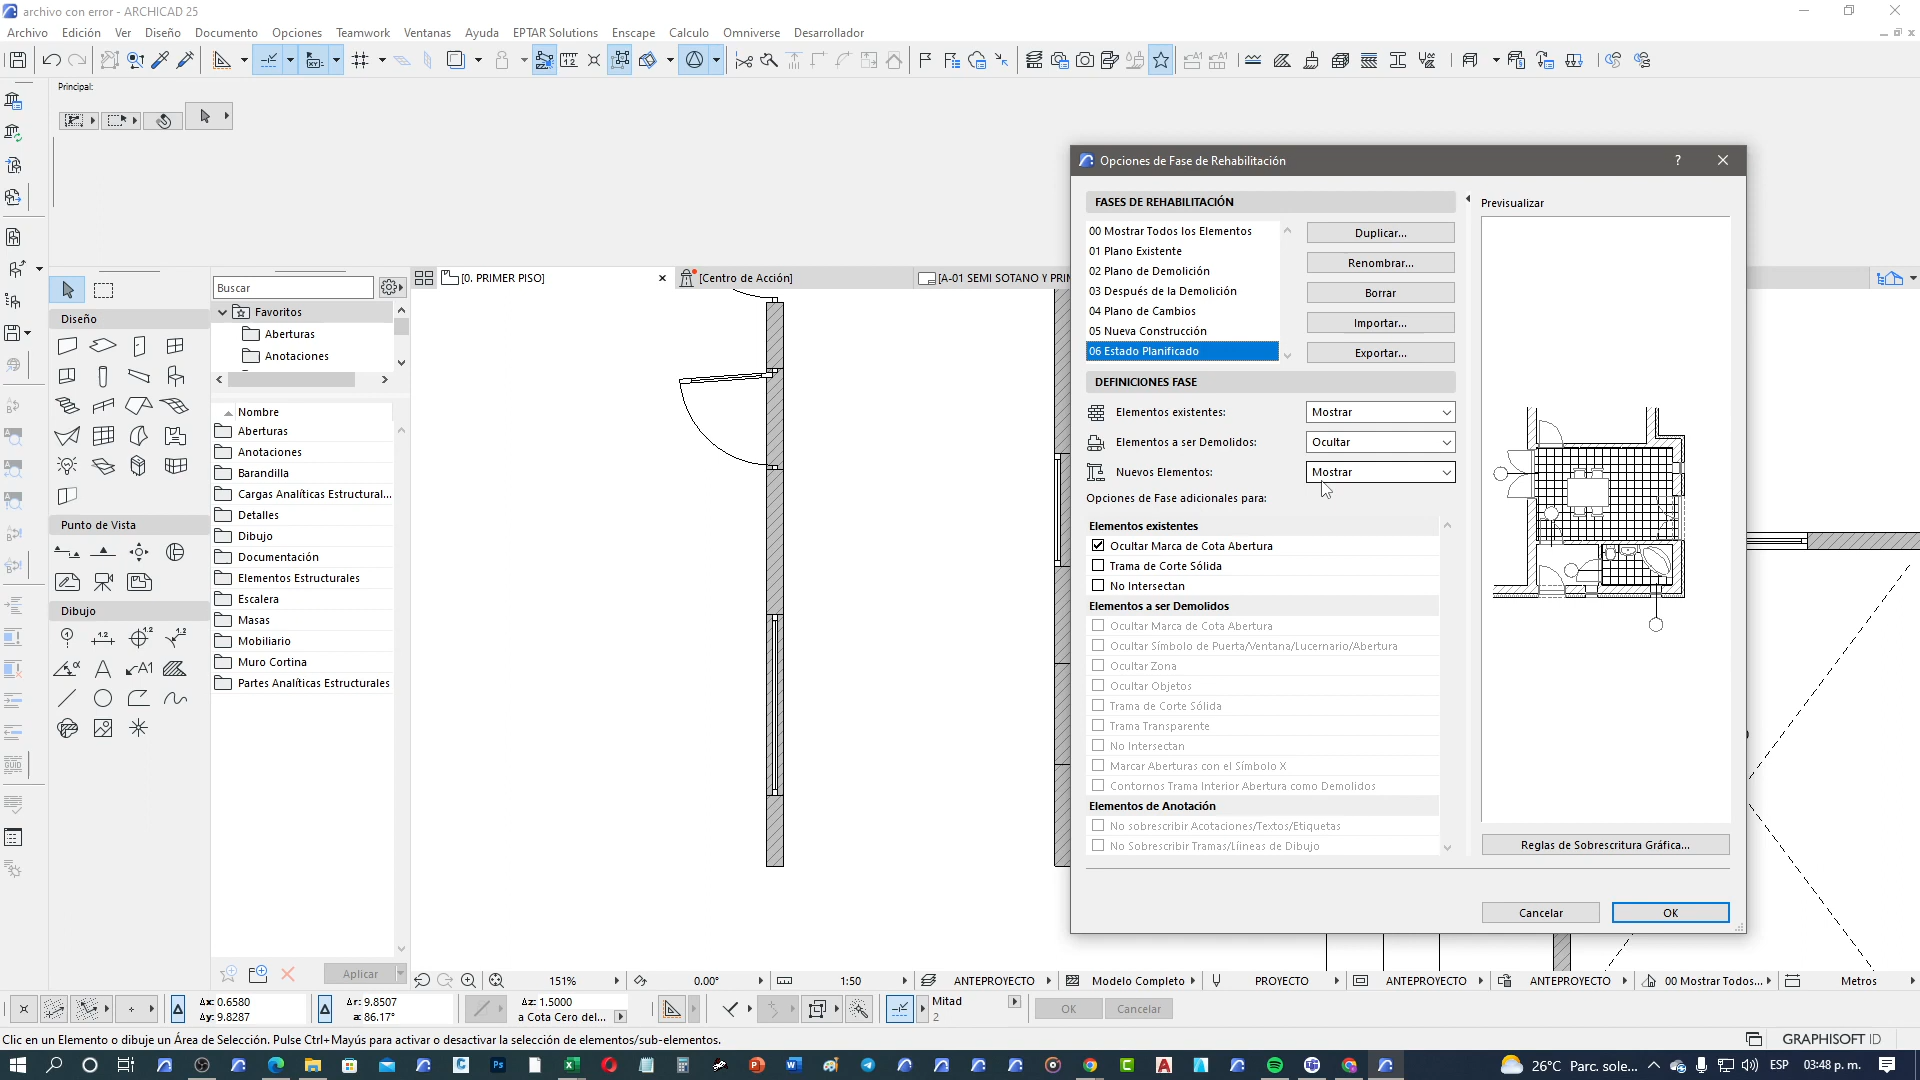 archivo con error - ARCHICAD 25
Archivo Edición Ver Diseño Documento Opciones Teamwork Ventanas Ayuda EPTAR Solutions Enscape Calculo Omniverse Desarrollador
Principal:
Buscar
[0. PRIMER PISO]
[Centro de Acción]
[A-01 SEMI SOTANO Y PRIM
Favoritos
Aberturas
Anotaciones
Diseño
Nombre
Aberturas
Anotaciones
Barandilla
Cargas Analíticas Estructural...
Detalles
Dibujo
Documentación
Elementos Estructurales
Escalera
Masas
Mobiliario
Muro Cortina
Partes Analíticas Estructurales
Punto de Vista
Dibujo
Aplicar
Opciones de Fase de Rehabilitación
FASES DE REHABILITACIÓN
00 Mostrar Todos los Elementos
01 Plano Existente
02 Plano de Demolición
03 Después de la Demolición
04 Plano de Cambios
05 Nueva Construcción
06 Estado Planificado
Duplicar...
Renombrar...
Borrar
Importar...
Exportar...
DEFINICIONES FASE
Elementos existentes: Mostrar
Elementos a ser Demolidos: Ocultar
Nuevos Elementos: Mostrar
Opciones de Fase adicionales para:
Elementos existentes
Ocultar Marca de Cota Abertura
Trama de Corte Sólida
No Intersectan
Elementos a ser Demolidos
Ocultar Marca de Cota Abertura
Ocultar Símbolo de Puerta/Ventana/Lucernario/Abertura
Ocultar Zona
Ocultar Objetos
Trama de Corte Sólida
Trama Transparente
No Intersectan
Marcar Aberturas con el Símbolo X
Contornos Trama Interior Abertura como Demolidos
Elementos de Anotación
No sobrescribir Acotaciones/Textos/Etiquetas
No Sobrescribir Tramas/Líineas de Dibujo
Previsualizar
Reglas de Sobrescritura Gráfica...
Cancelar
OK
151% 0.00° 1:50 ANTEPROYECTO Modelo Completo PROYECTO ANTEPROYECTO ANTEPROYECTO 00 Mostrar Todos... Metros
Δx: 0.6580
Δy: 9.8287
Δr: 9.8507
a: 86.17°
Δz: 1.5000
a Cota Cero del...
Mitad
2
OK
Cancelar
Clic en un Elemento o dibuje un Área de Selección. Pulse Ctrl+Mayús para activar o desactivar la selección de elementos/sub-elementos.
GRAPHISOFT ID
26°C Parc. sole... ESP 03:48 p. m.